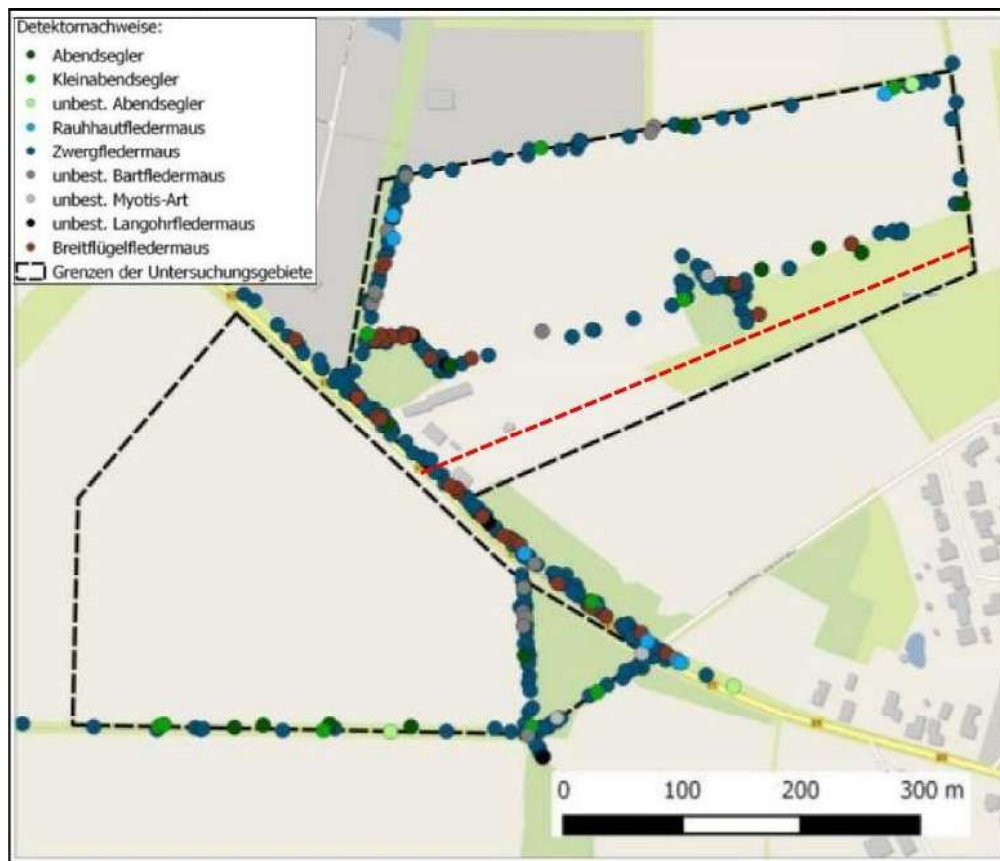 Detektornachweise:
Abendsegler
Kleinabendsegler
unbest. Abendsegler
Rauhhautfledermaus
Zwergfledermaus
unbest. Bartfledermaus
unbest. Myotis-Art
unbest. Langohrfledermaus
Breitflügelfledermaus
Grenzen der Untersuchungsgebiete
0 100 200 300 m